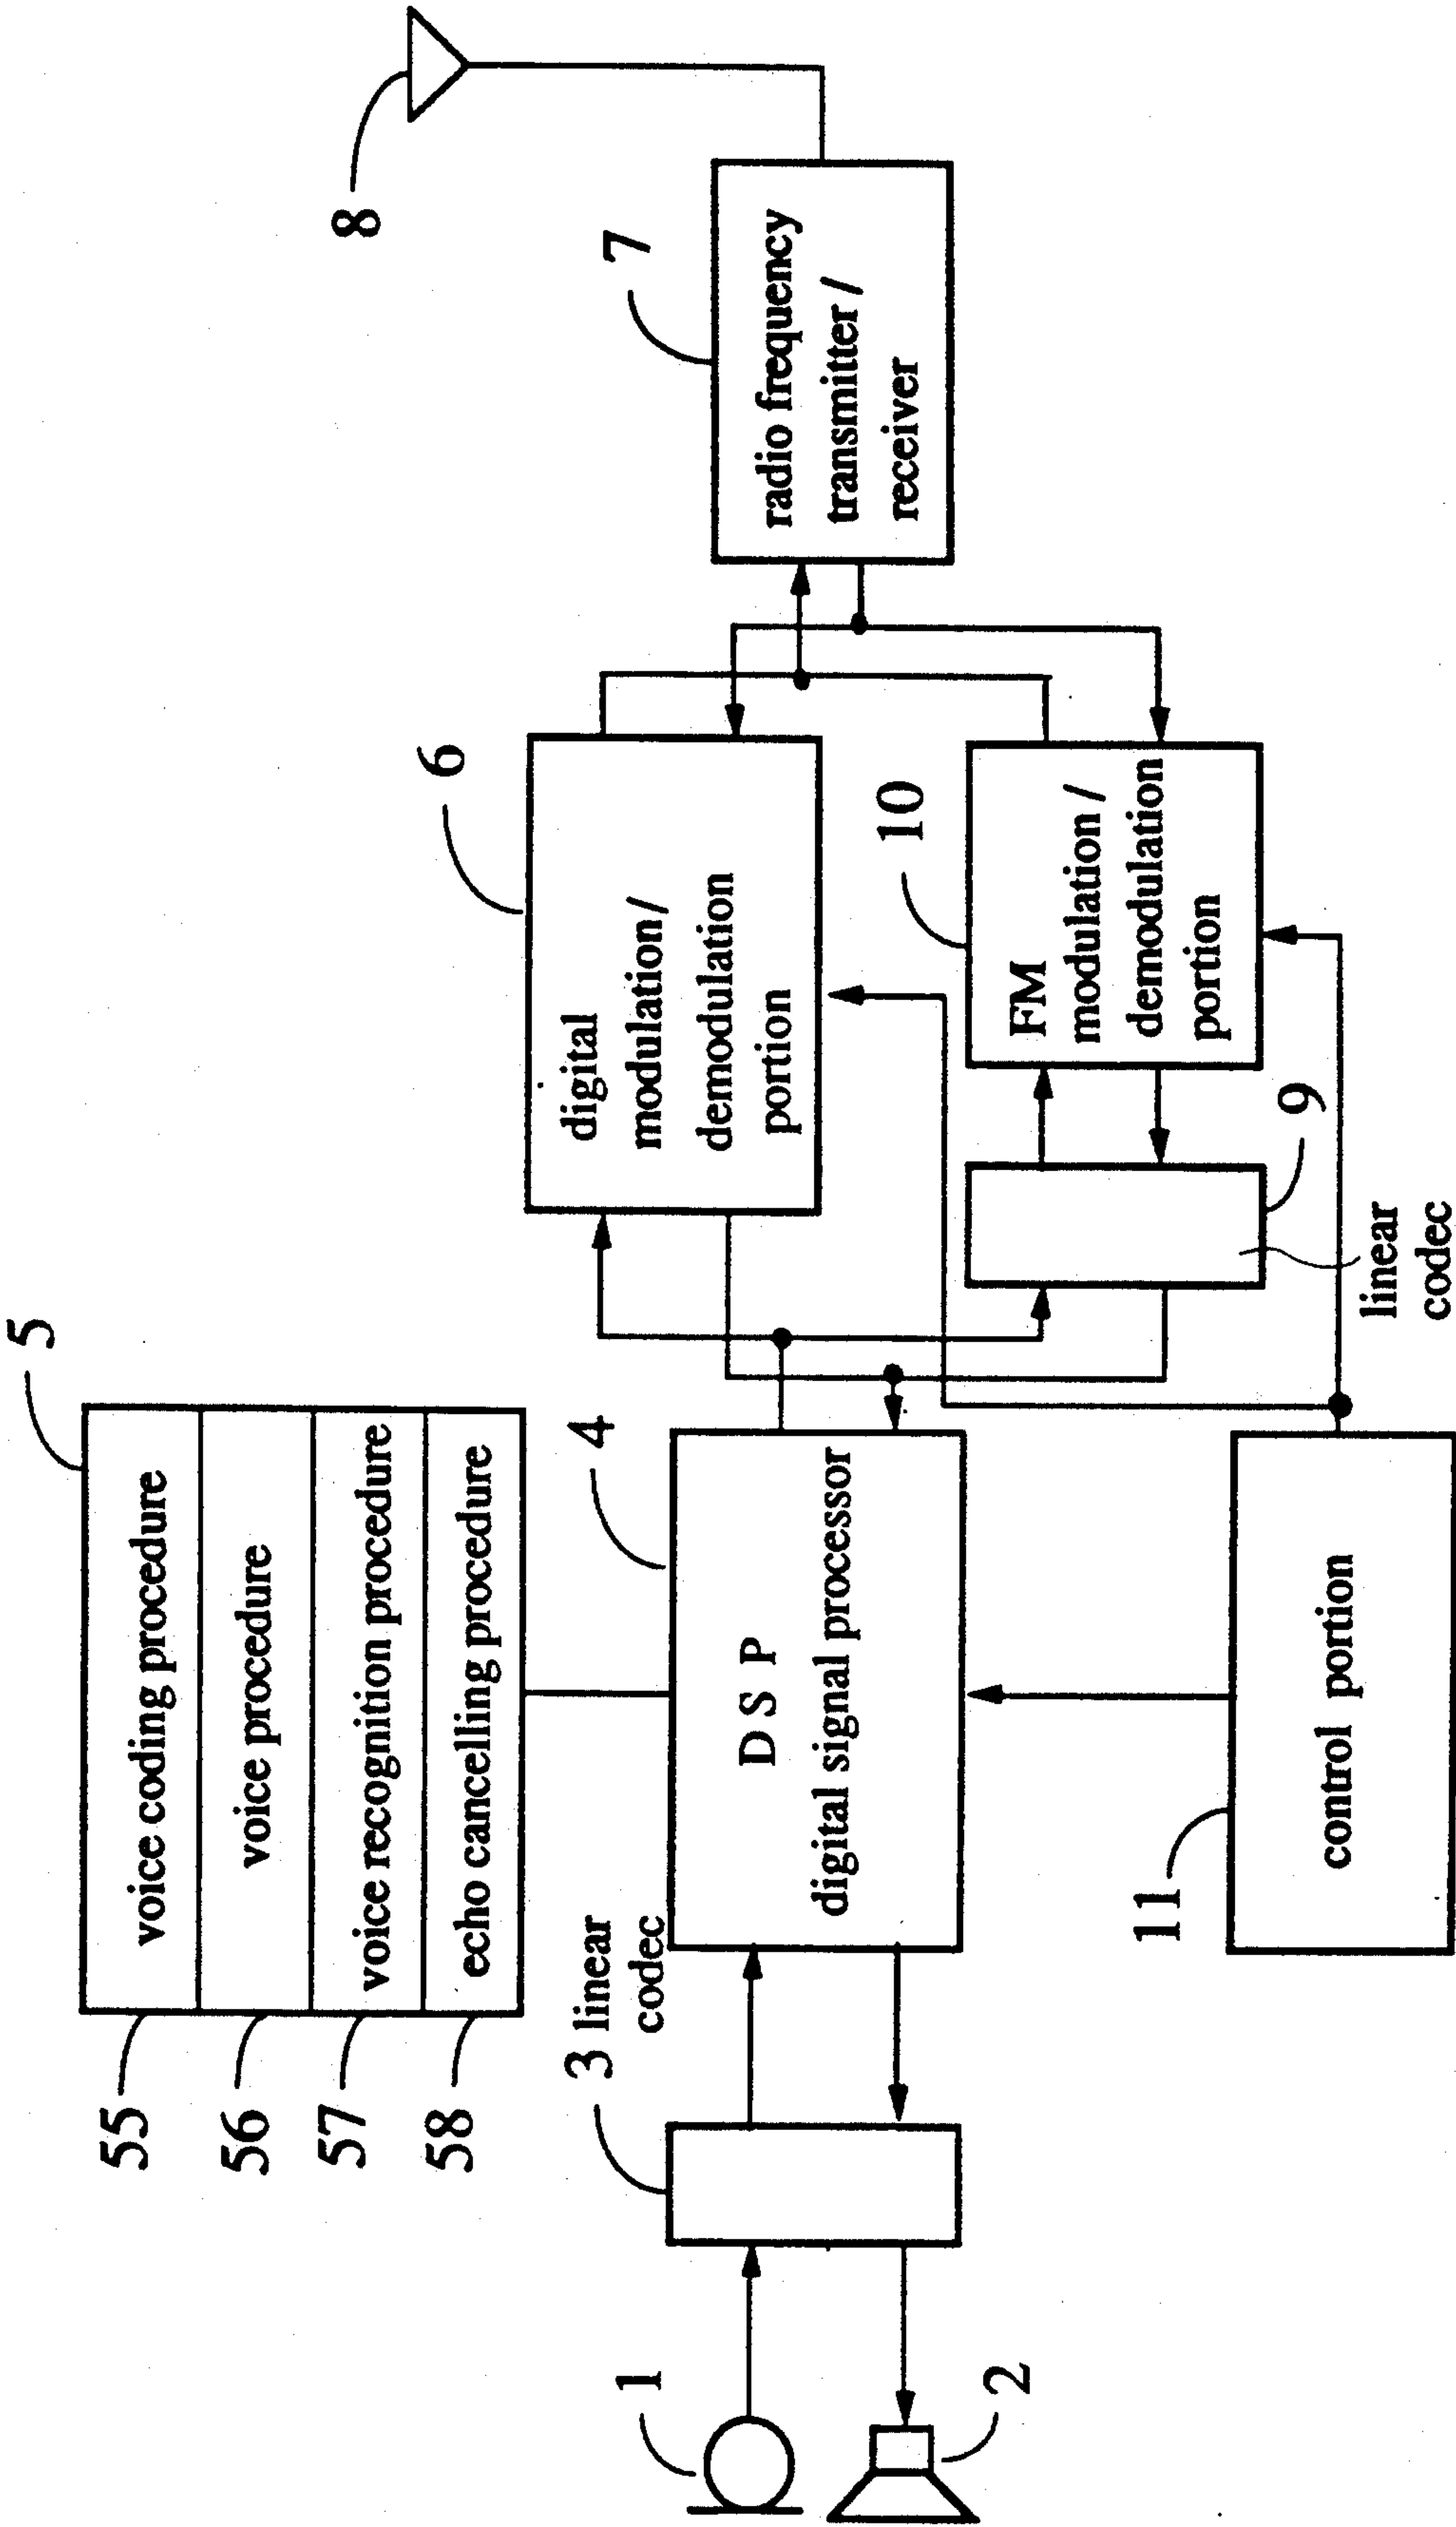 5
55
voice coding procedure
56
voice procedure
57
voice recognition procedure
58
echo cancelling procedure
8
1
2
3
linear
codec
4
D S P
digital signal processor
6
digital
modulation/
demodulation
portion
7
radio frequency
transmitter /
receiver
10
FM
modulation /
demodulation
portion
9
linear
codec
11
control portion